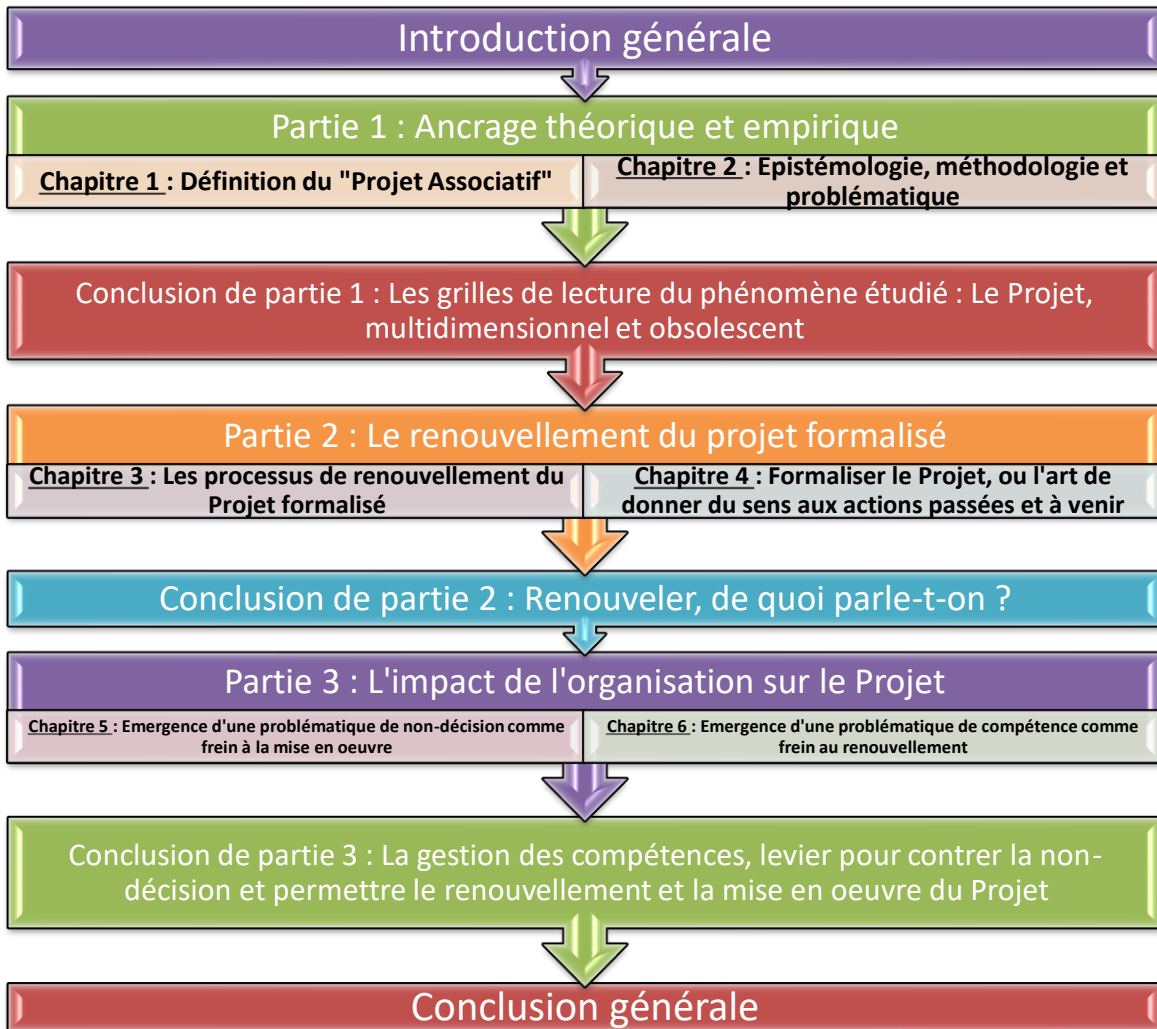 Introduction générale
Partie 1 : Ancrage théorique et empirique
Chapitre 1 : Définition du "Projet Associatif"
Chapitre 2 : Epistémologie, méthodologie et
problématique
Conclusion de partie 1 : Les grilles de lecture du phénomène étudié : Le Projet,
multidimensionnel et obsolescent
Partie 2 : Le renouvellement du projet formalisé
Chapitre 3 : Les processus de renouvellement du
Projet formalisé
Chapitre 4 : Formaliser le Projet, ou l'art de
donner du sens aux actions passées et à venir
Conclusion de partie 2 : Renouveler, de quoi parle-t-on ?
Partie 3 : L'impact de l'organisation sur le Projet
Chapitre 5 : Emergence d'une problématique de non-décision comme
frein à la mise en oeuvre
Chapitre 6 : Emergence d'une problématique de compétence comme
frein au renouvellement
Conclusion de partie 3 : La gestion des compétences, levier pour contrer la non-
décision et permettre le renouvellement et la mise en oeuvre du Projet
Conclusion générale